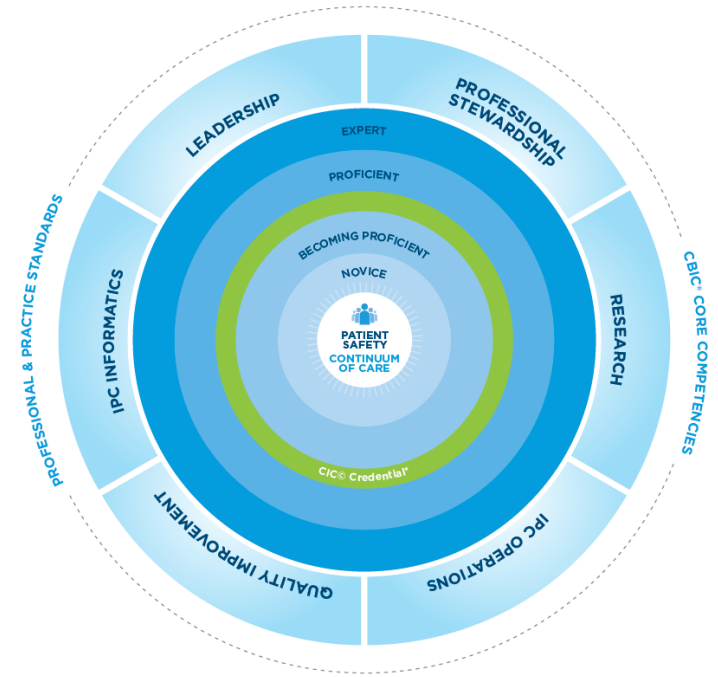 LEADERSHIP
PROFESSIONAL
STEWARDSHIP
EXPERT
PROFICIENT
BECOMING PROFICIENT
NOVICE
PATIENT
SAFETY
CONTINUUM
OF CARE
CIC© Credential®
PROFESSIONAL & PRACTICE STANDARDS
IPC INFORMATICS
RESEARCH
CBIC® CORE COMPETENCIES
QUALITY IMPROVEMENT
IPC OPERATIONS